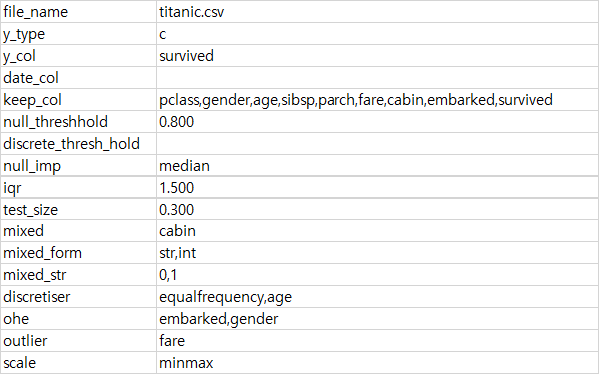 file_name titanic.csv
y_type c
y_col survived
date_col
keep_col pclass,gender,age,sibsp,parch,fare,cabin,embarked,survived
null_threshhold 0.800
discrete_thresh_hold
null_imp median
iqr 1.500
test_size 0.300
mixed cabin
mixed_form str,int
mixed_str 0,1
discretiser equalfrequency,age
ohe embarked,gender
outlier fare
scale minmax